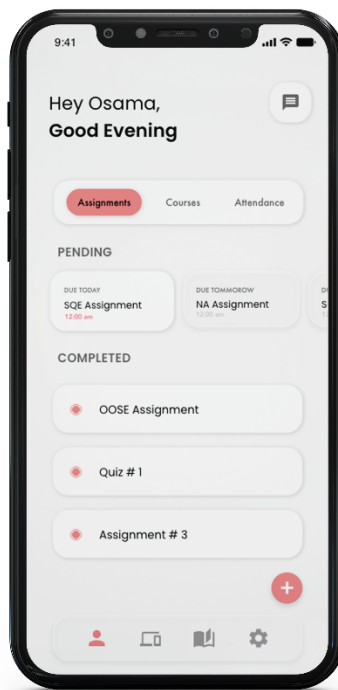 9:41
Hey Osama,
Good Evening
Assignments Courses Attendance
PENDING
DUE TODAY
SQE Assignment
12:00 am
DUE TOMMOROW
NA Assignment
12:00 am
S
COMPLETED
OOSE Assignment
Quiz # 1
Assignment # 3